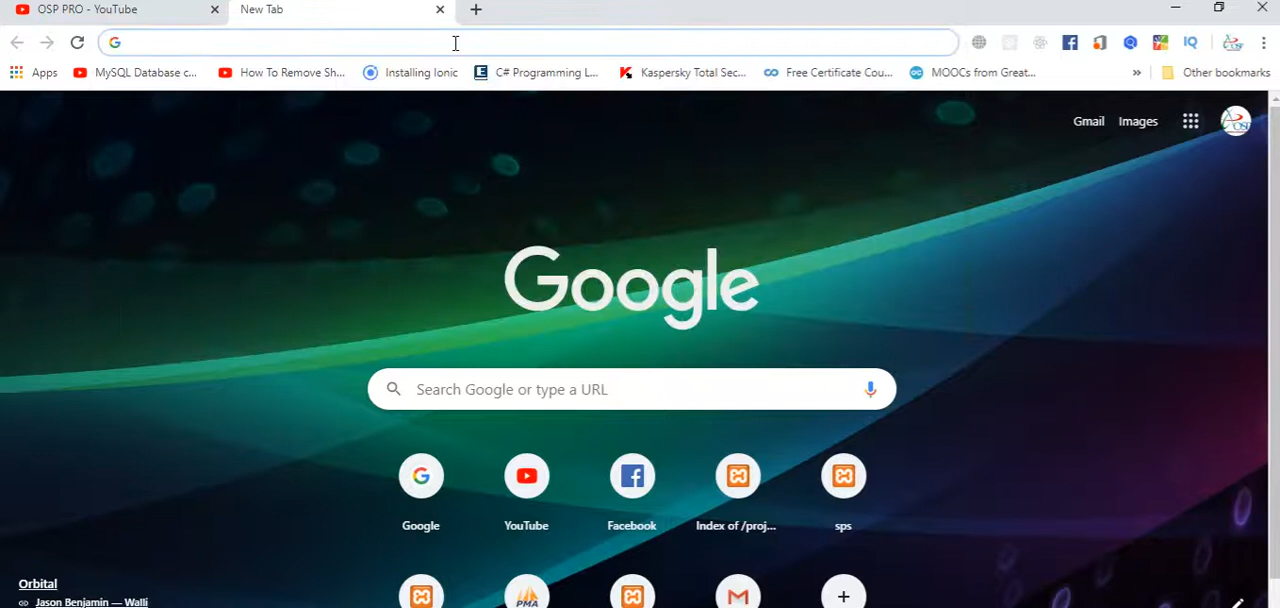 OSP PRO - YouTube
New Tab
Apps
MySQL Database c...
How To Remove Sh...
Installing Ionic
C# Programming L...
Kaspersky Total Sec...
Free Certificate Cou...
MOOCs from Great...
»
Other bookmarks
Gmail
Images
Google
Search Google or type a URL
Google
YouTube
Facebook
Index of /proj...
sps
PMA
Orbital
Jason Benjamin — Walli